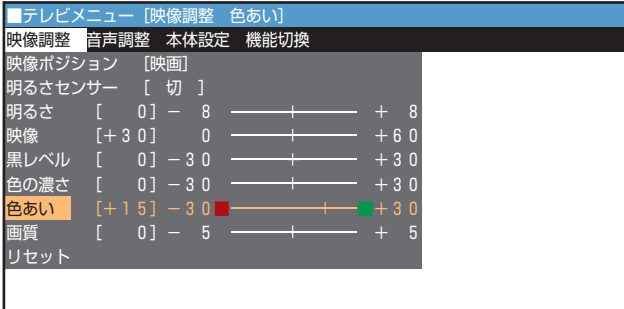 ■テレビメニュー [映像調整　色あい]
映像調整 音声調整 本体設定 機能切換
映像ポジション [映画]
明るさセンサー [ 切 ]
明るさ [ 0] − 8 + 8
映像 [+30] 0 +60
黒レベル [ 0] −30 +30
色の濃さ [ 0] −30 +30
色あい [+15] −30 +30
画質 [ 0] − 5 + 5
リセット